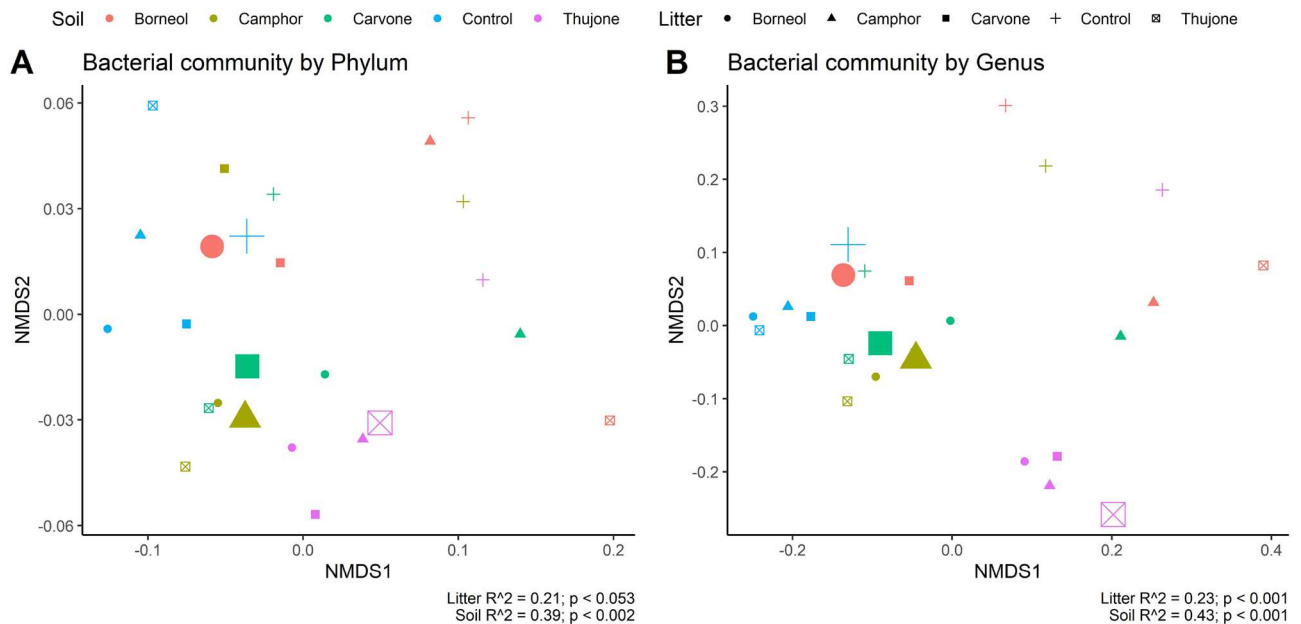 Soil Borneol Camphor Carvone Control Thujone Litter Borneol Camphor Carvone Control Thujone
A Bacterial community by Phylum
0.06
0.03
0.00
-0.03
-0.06
NMDS2
-0.1 0.0 0.1 0.2
NMDS1
Litter R^2 = 0.21; p < 0.053
Soil R^2 = 0.39; p < 0.002
B Bacterial community by Genus
0.3
0.2
0.1
0.0
-0.1
-0.2
NMDS2
-0.2 0.0 0.2 0.4
NMDS1
Litter R^2 = 0.23; p < 0.001
Soil R^2 = 0.43; p < 0.001